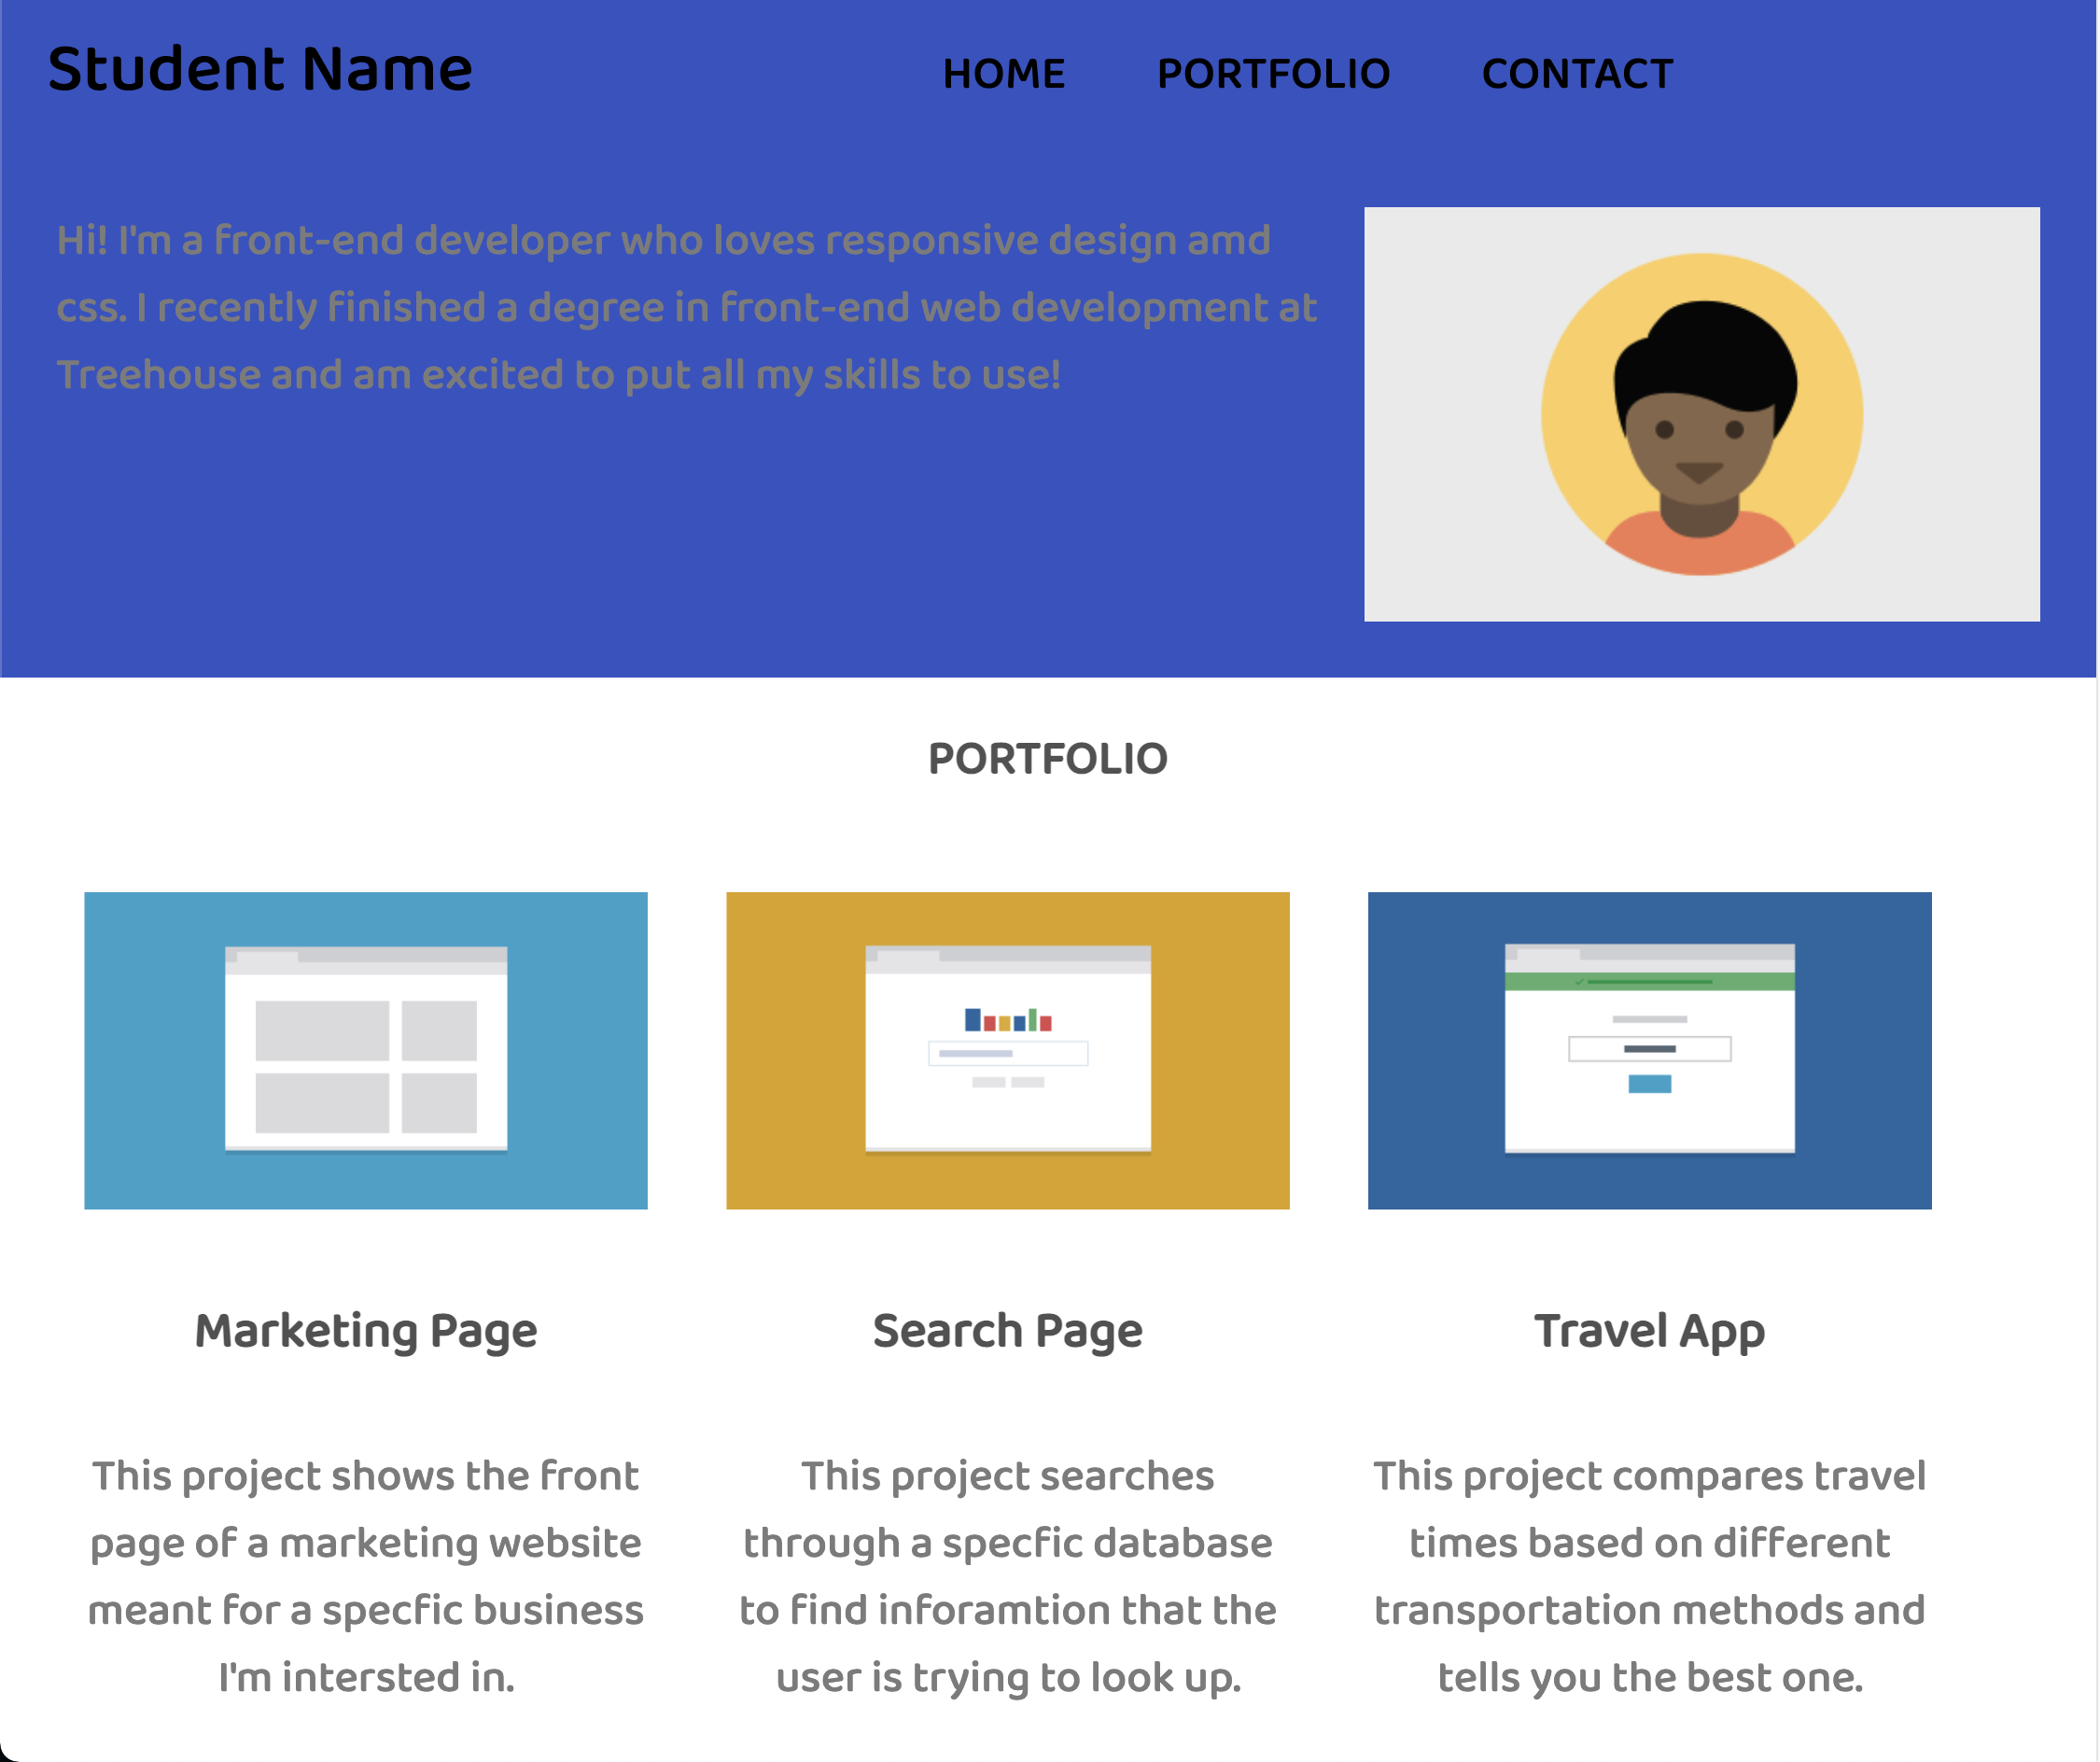 Student Name
HOME PORTFOLIO CONTACT
Hi! I'm a front-end developer who loves responsive design amd
css. I recenly finished a degree in front-end web development at
Treehouse and am excited to put all my skills to use!
PORTFOLIO
Marketing Page
This project shows the front
page of a marketing website
meant for a specfic business
I'm intersted in.
Search Page
This project searches
through a specfic database
to find inforamtion that the
user is trying to look up.
Travel App
This project compares travel
times based on different
transportation methods and
tells you the best one.